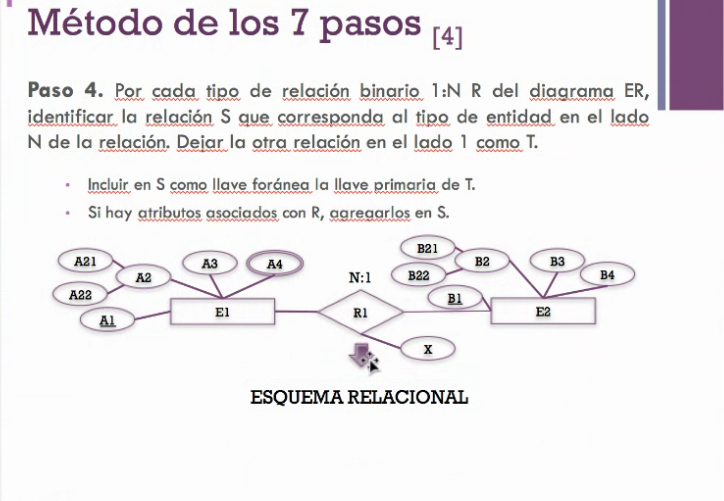 Método de los 7 pasos [4]
Paso 4. Por cada tipo de relación binario 1:N R del diagrama ER,
identificar la relación S que corresponda al tipo de entidad en el lado
N de la relación. Dejar la otra relación en el lado 1 como T.
• Incluir en S como llave foránea la llave primaria de T.
• Si hay atributos asociados con R, agregarlos en S.
A21
A22
A2
A3
A4
A1
E1
N:1
R1
X
B21
B22
B2
B1
B3
B4
E2
ESQUEMA RELACIONAL